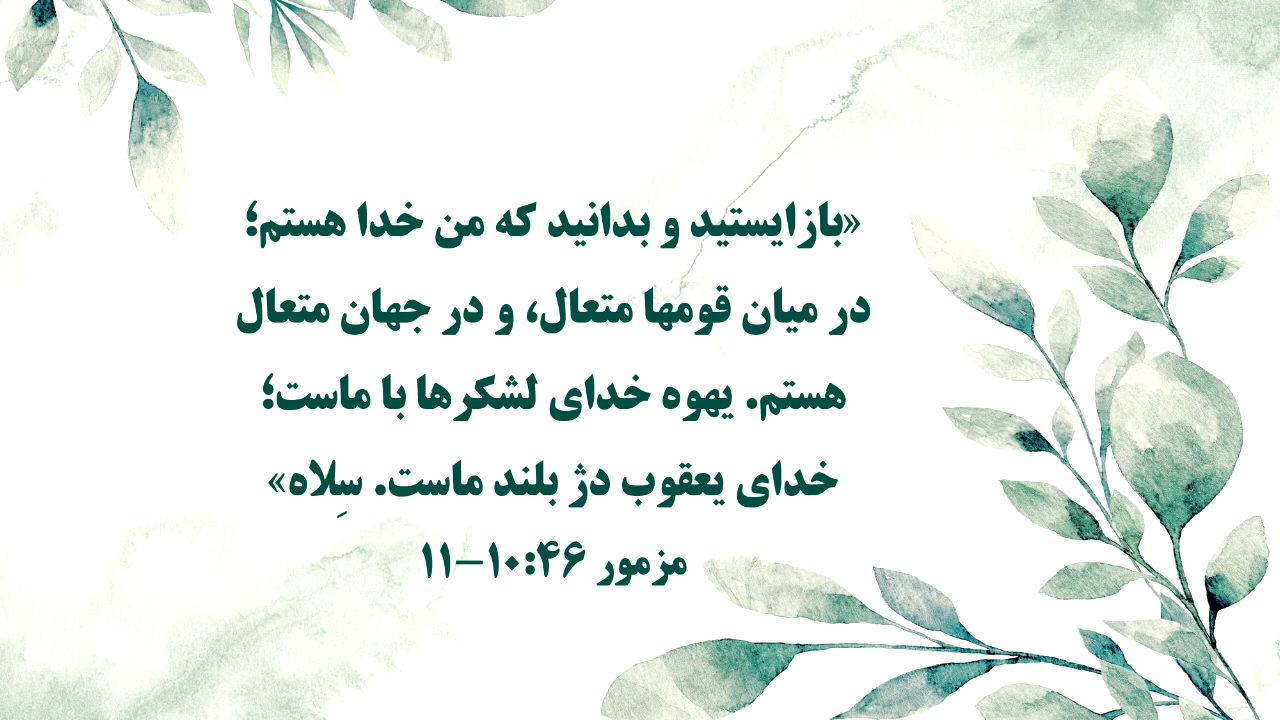 «بازایستید و بدانید که من خدا هستم؛
در میان قومها متعال، و در جهان متعال
هستم. یهوه خدای لشکرها با ماست؛
خدای یعقوب دژ بلند ماست. سِلاه»
مزمور ۱۰:۴۶–۱۱